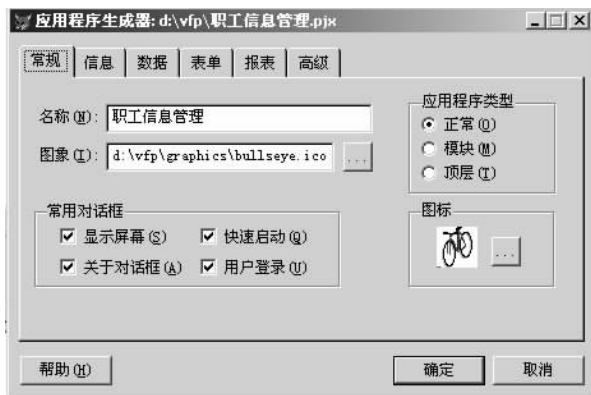 应用程序生成器: d:\vfp\职工信息管理.pjx
常规 信息 数据 表单 报表 高级
名称(N): 职工信息管理
图象(I): d:\vfp\graphics\bullseye.ico ...
应用程序类型
正常(O)
模块(M)
顶层(T)
常用对话框
显示屏幕(S) 快速启动(Q)
关于对话框(A) 用户登录(U)
图标
...
帮助(H) 确定 取消